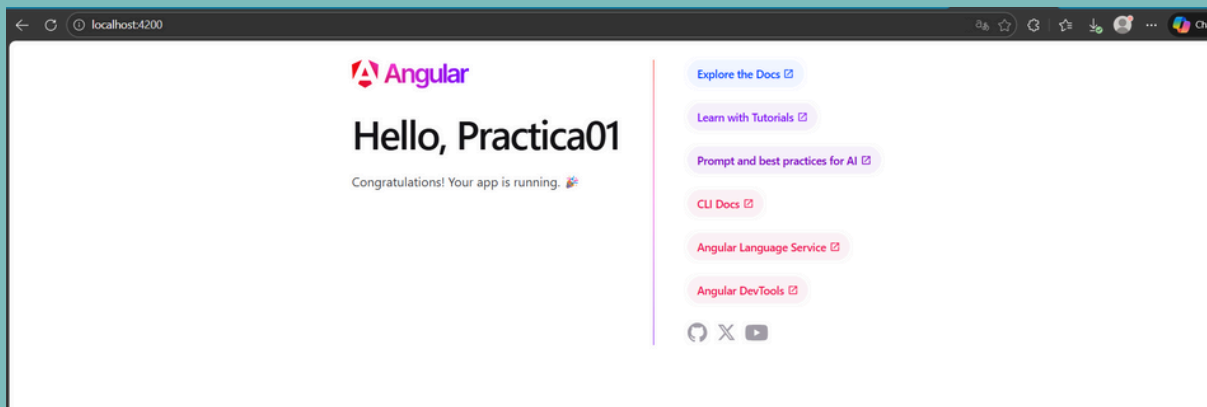 localhost:4200
Angular
Hello, Practica01
Congratulations! Your app is running. 🎉
Explore the Docs
Learn with Tutorials
Prompt and best practices for AI
CLI Docs
Angular Language Service
Angular DevTools